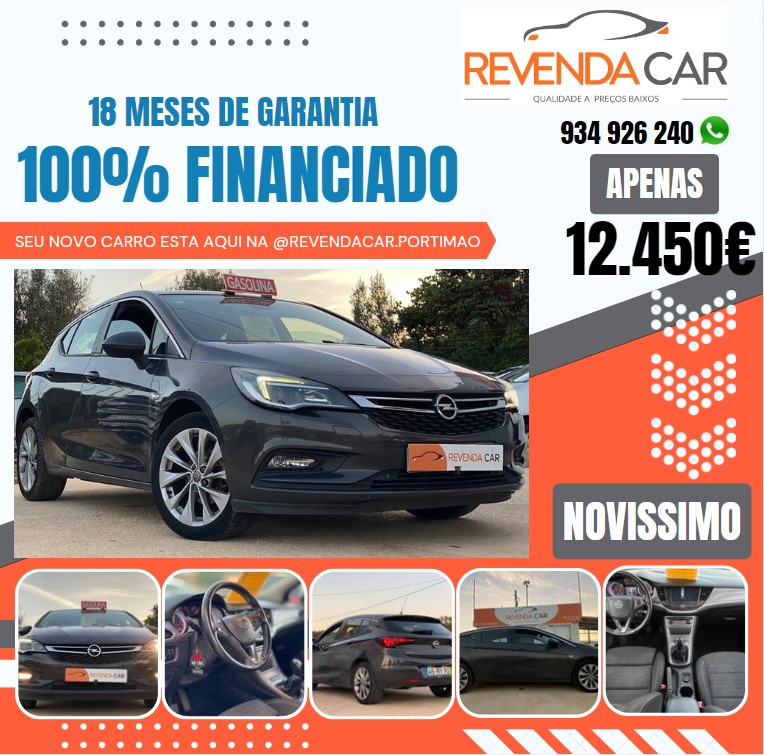 REVENDA CAR
QUALIDADE A PREÇOS BAIXOS
18 MESES DE GARANTIA
934 926 240
100% FINANCIADO
APENAS
SEU NOVO CARRO ESTA AQUI NA @REVENDACAR.PORTIMAO
12.450€
GASOLINA
REVENDA CAR
NOVISSIMO
GASOLINA
REVENDA CAR
REVENDA CAR